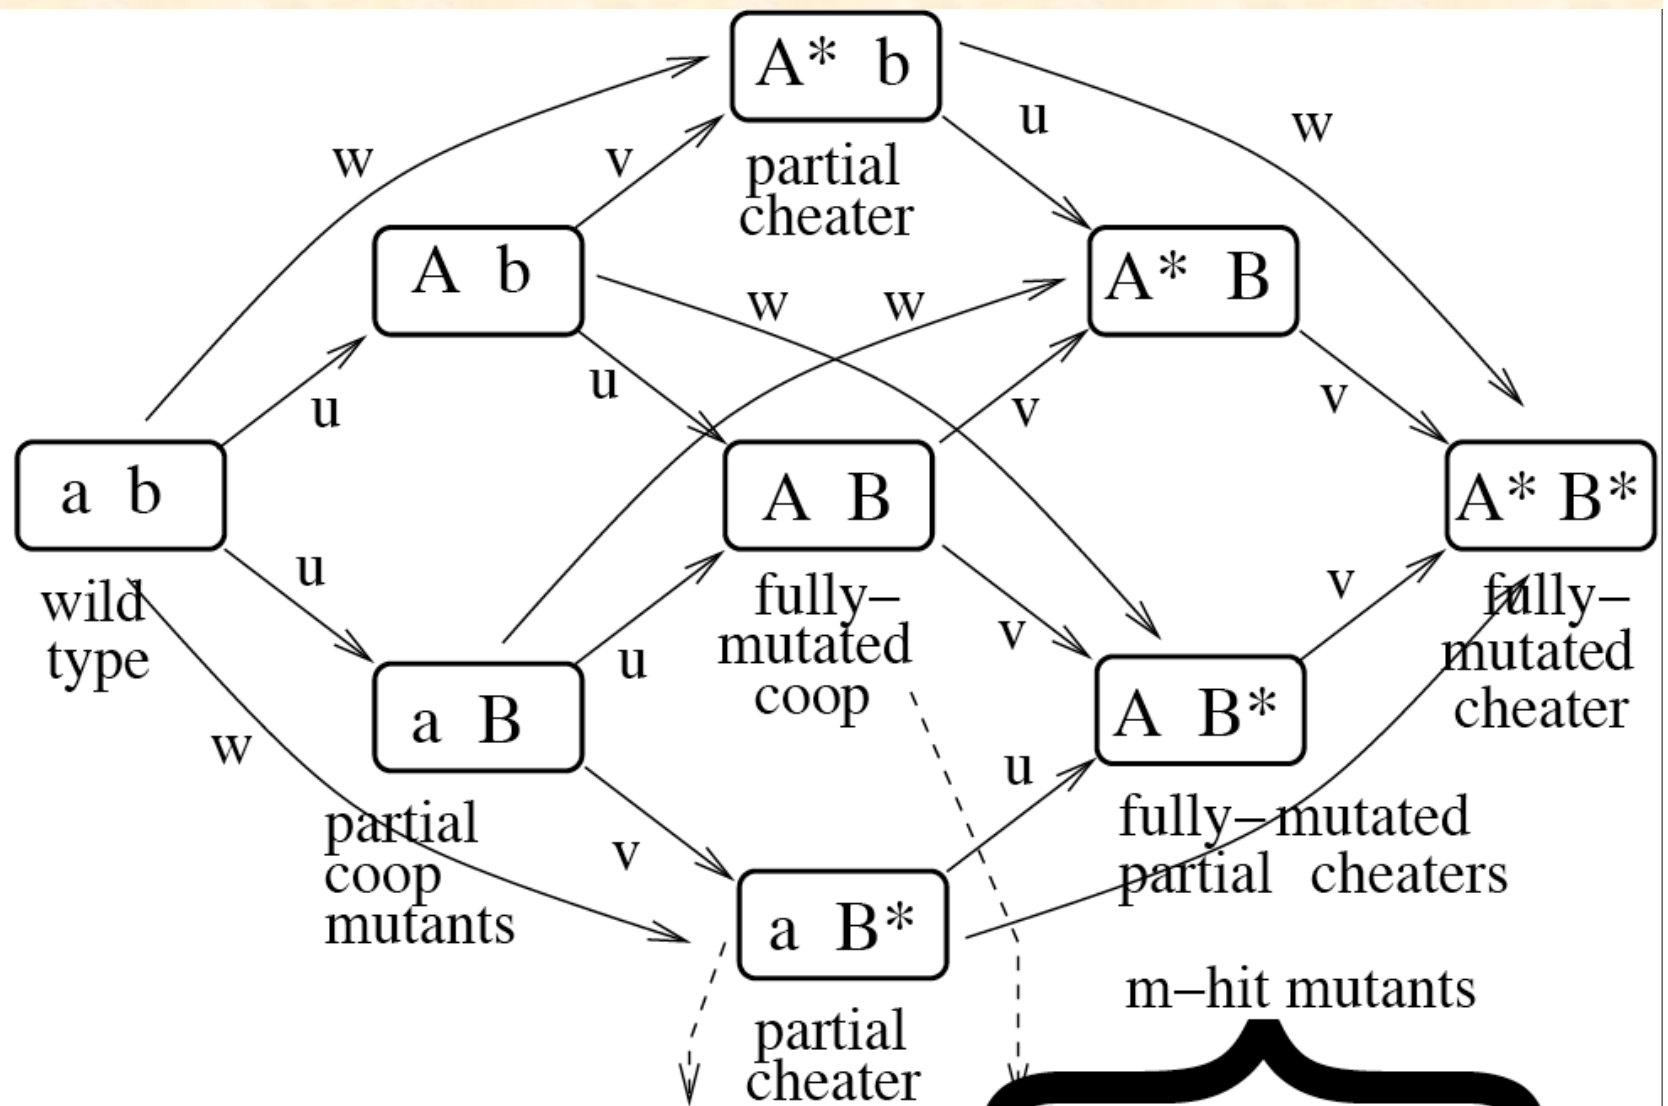 A* b
w
v
u
w
partial
cheater
A b
A* B
w
w
u
u
v
v
a b
A B
A* B*
wild
type
u
fully–
mutated
coop
v
v
fully–
mutated
cheater
u
w
a B
A B*
u
partial
coop
mutants
v
fully–mutated
partial cheaters
a B*
m–hit mutants
partial
cheater